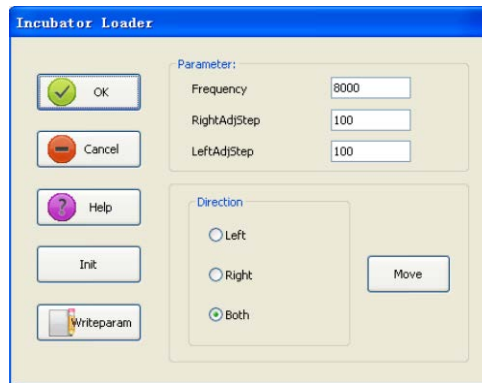 Incubator Loader
OK
Cancel
Help
Init
Writeparam
Parameter:
Frequency 8000
RightAdjStep 100
LeftAdjStep 100
Direction
Left
Right
Both
Move